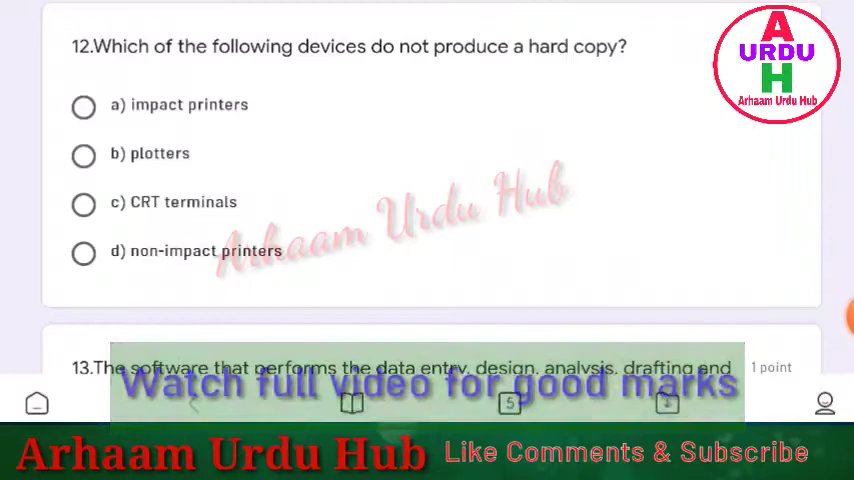 12.Which of the following devices do not produce a hard copy?
A
URDU
H
Arhaam Urdu Hub
a) impact printers
b) plotters
c) CRT terminals
d) non-impact printers
Arhaam Urdu Hub
13.The software that performs the data entry, design, analysis, drafting and
1 point
Watch full video for good marks
5
Arhaam Urdu Hub
Like Comments & Subscribe